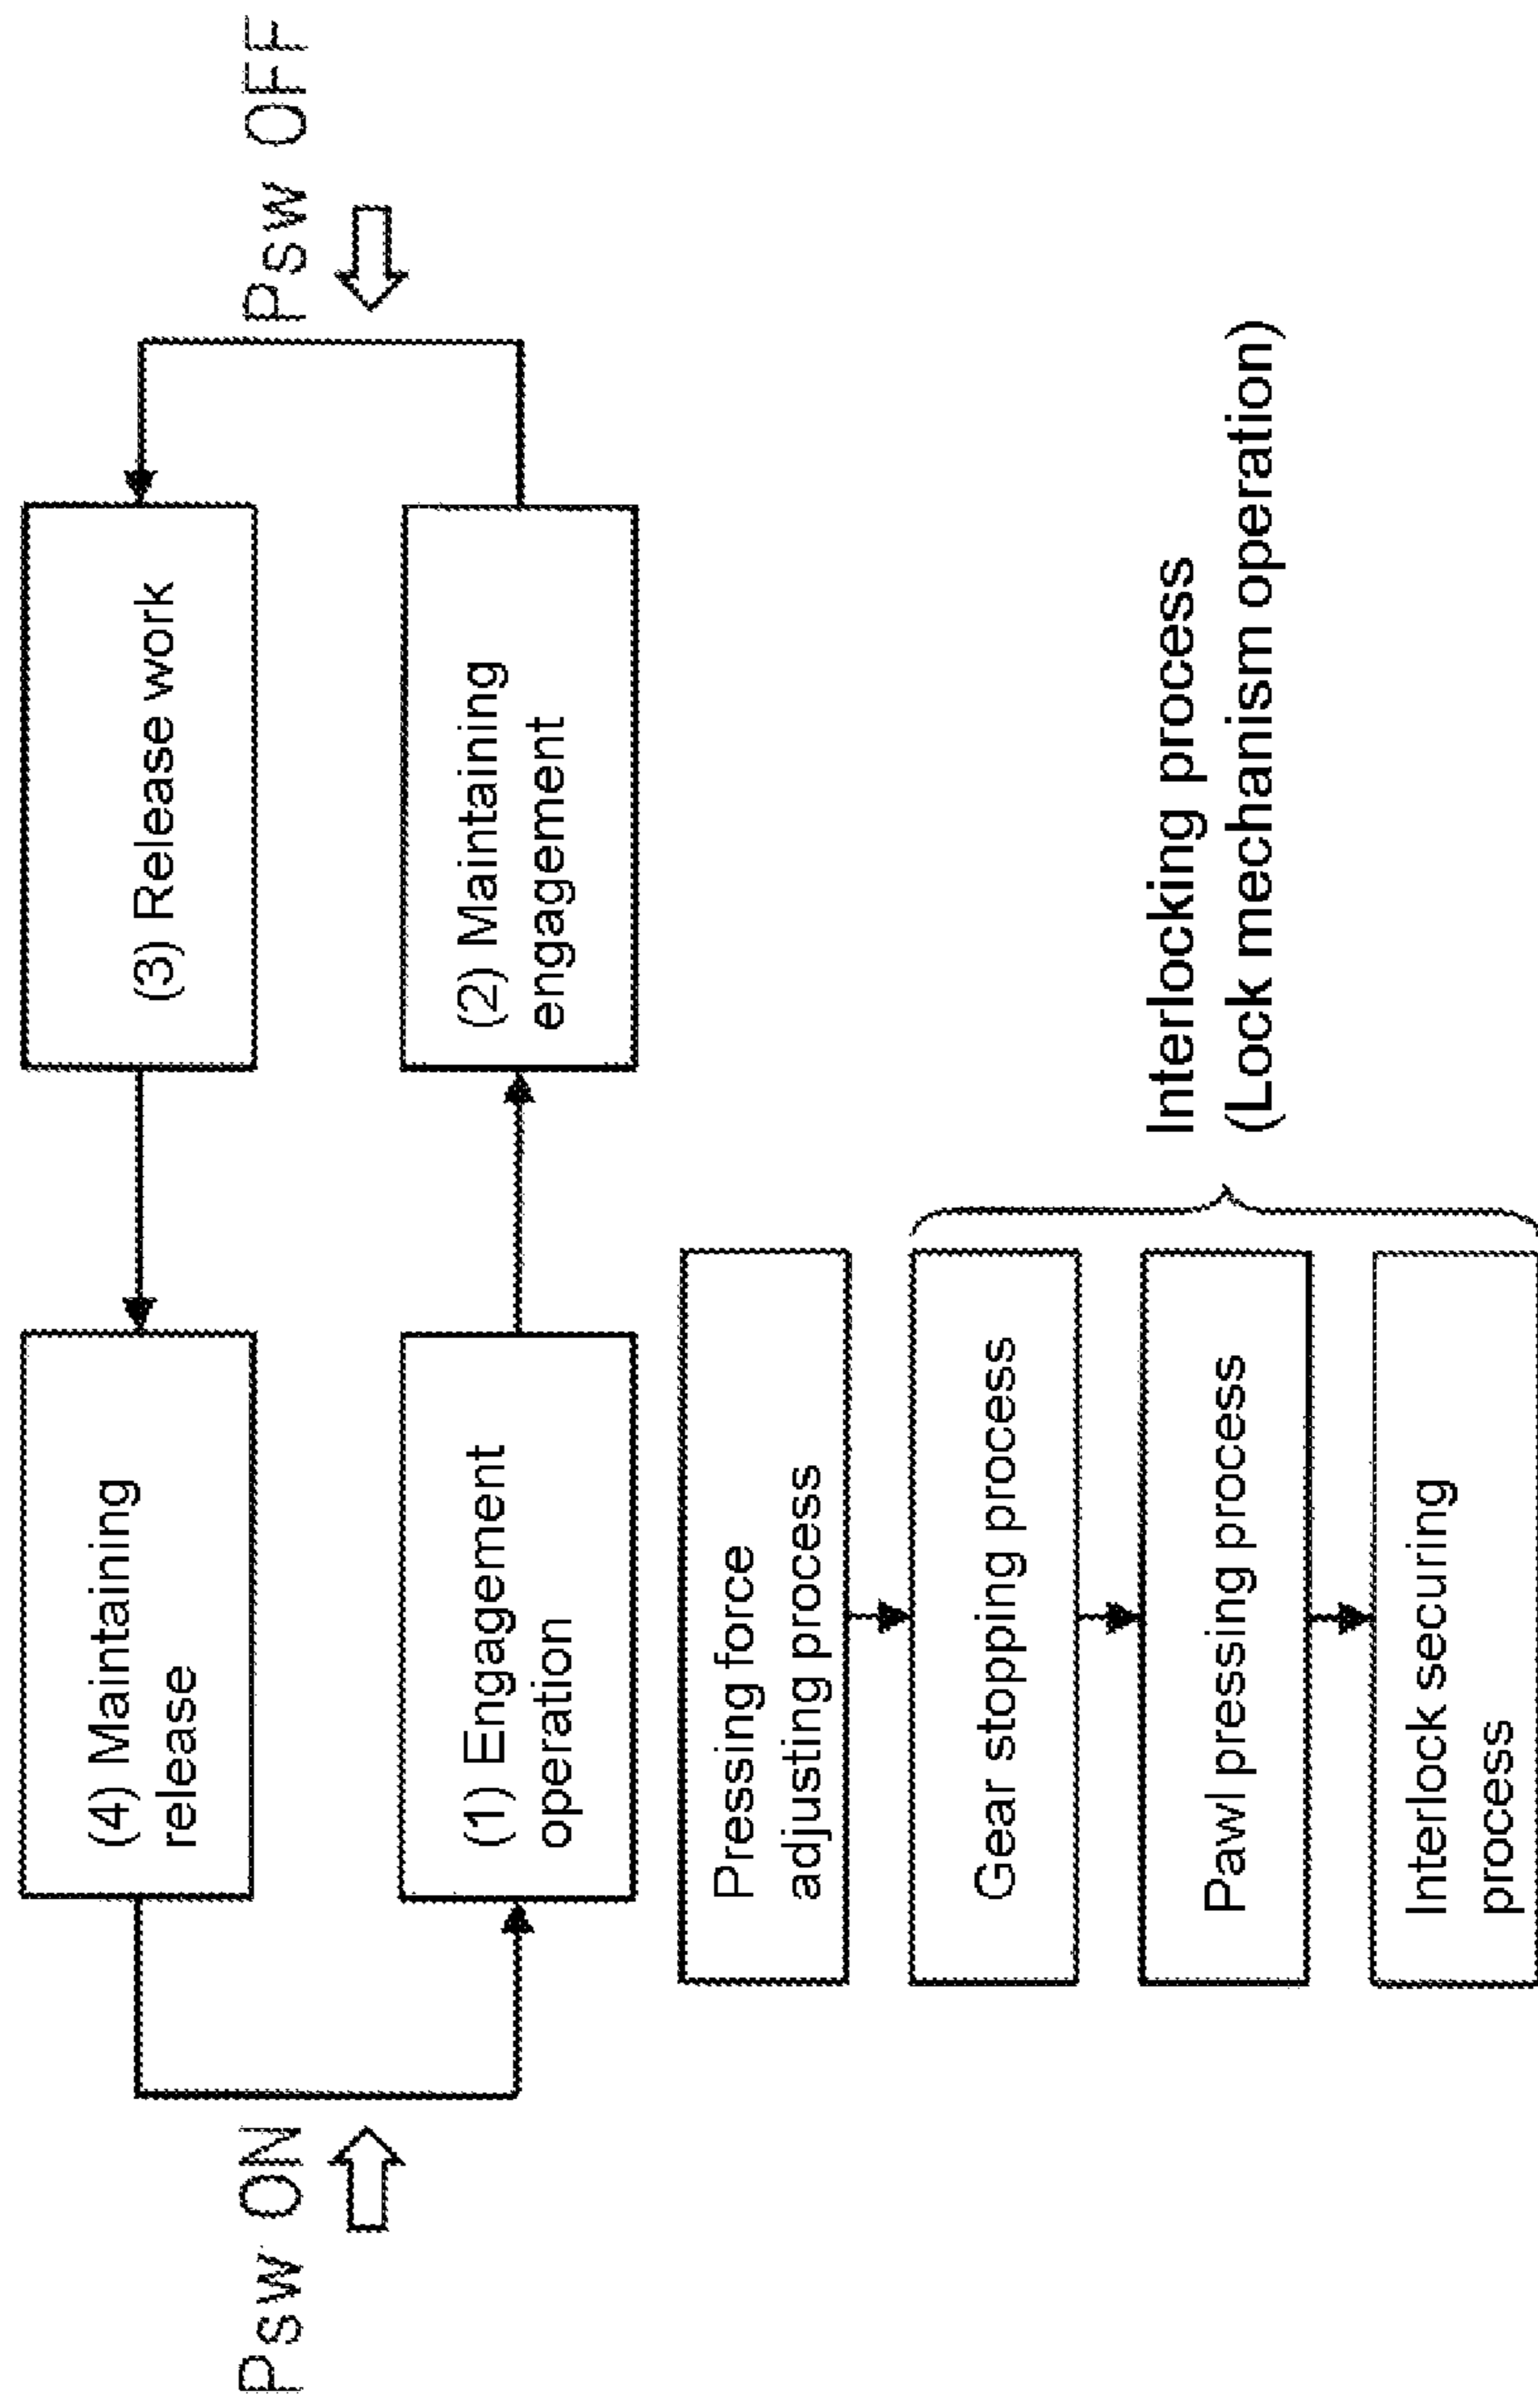 Psw ON
Psw OFF
(4) Maintaining
release
(3) Release work
(1) Engagement
operation
(2) Maintaining
engagement
Pressing force
adjusting process
Gear stopping process
Pawl pressing process
Interlock securing
process
Interlocking process
(Lock mechanism operation)